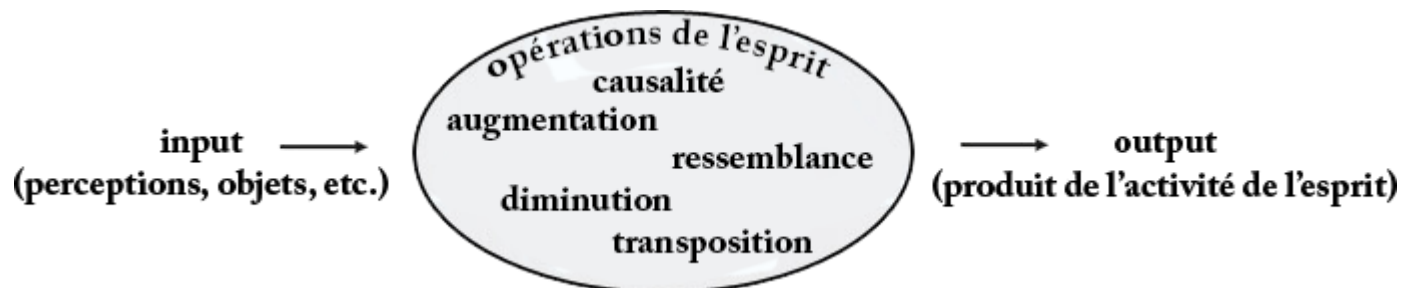 opérations de l'esprit
causalité
augmentation
input
ressemblance
output
(perceptions, objets, etc.)
diminution
(produit de l'activité de l'esprit)
transposition